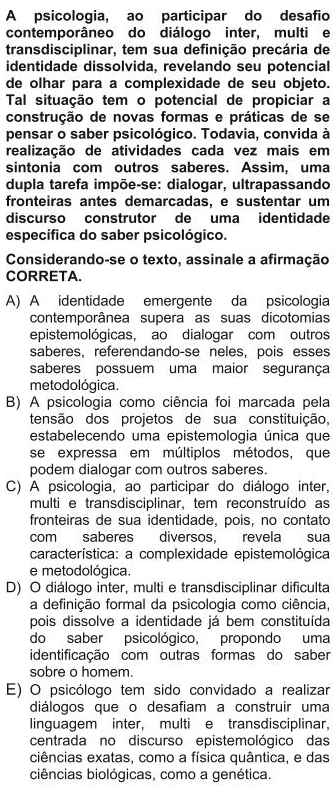 A psicologia, ao participar do desafio
contemporâneo do diálogo inter, multi e
transdisciplinar, tem sua definição precária de
identidade dissolvida, revelando seu potencial
de olhar para a complexidade de seu objeto.
Tal situação tem o potencial de propiciar a
construção de novas formas e práticas de se
pensar o saber psicológico. Todavia, convida à
realização de atividades cada vez mais em
sintonia com outros saberes. Assim, uma
dupla tarefa impõe-se: dialogar, ultrapassando
fronteiras antes demarcadas, e sustentar um
discurso construtor de uma identidade
específica do saber psicológico.
Considerando-se o texto, assinale a afirmação
CORRETA.
A) A identidade emergente da psicologia
contemporânea supera as suas dicotomias
epistemológicas, ao dialogar com outros
saberes, referendando-se neles, pois esses
saberes possuem uma maior segurança
metodológica.
B) A psicologia como ciência foi marcada pela
tensão dos projetos de sua constituição,
estabelecendo uma epistemologia única que
se expressa em múltiplos métodos, que
podem dialogar com outros saberes.
C) A psicologia, ao participar do diálogo inter,
multi e transdisciplinar, tem reconstruído as
fronteiras de sua identidade, pois, no contato
com saberes diversos, revela sua
característica: a complexidade epistemológica
e metodológica.
D) O diálogo inter, multi e transdisciplinar dificulta
a definição formal da psicologia como ciência,
pois dissolve a identidade já bem constituída
do saber psicológico, propondo uma
identificação com outras formas do saber
sobre o homem.
E) O psicólogo tem sido convidado a realizar
diálogos que o desafiam a construir uma
linguagem inter, multi e transdisciplinar,
centrada no discurso epistemológico das
ciências exatas, como a física quântica, e das
ciências biológicas, como a genética.